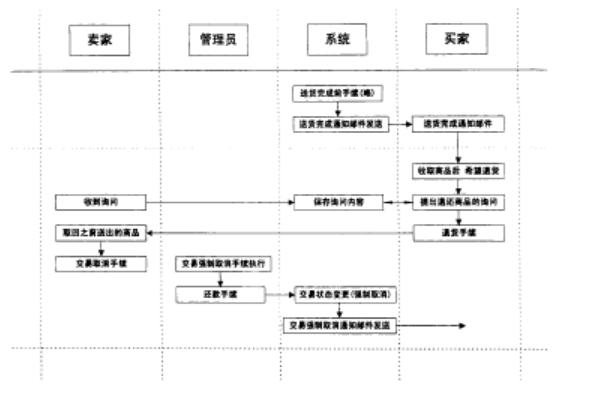 卖家 管理员 系统 买家
送货完成前手续(略)
送货完成通知邮件发送 送货完成通知邮件
收取商品后 希望退货
收到询问 保存询问内容 提出退还商品的询问
取回之前送出的商品 退货手续
交易取消手续 交易强制取消手续执行
还款手续 交易状态变更(强制取消)
交易强制取消通知邮件发送